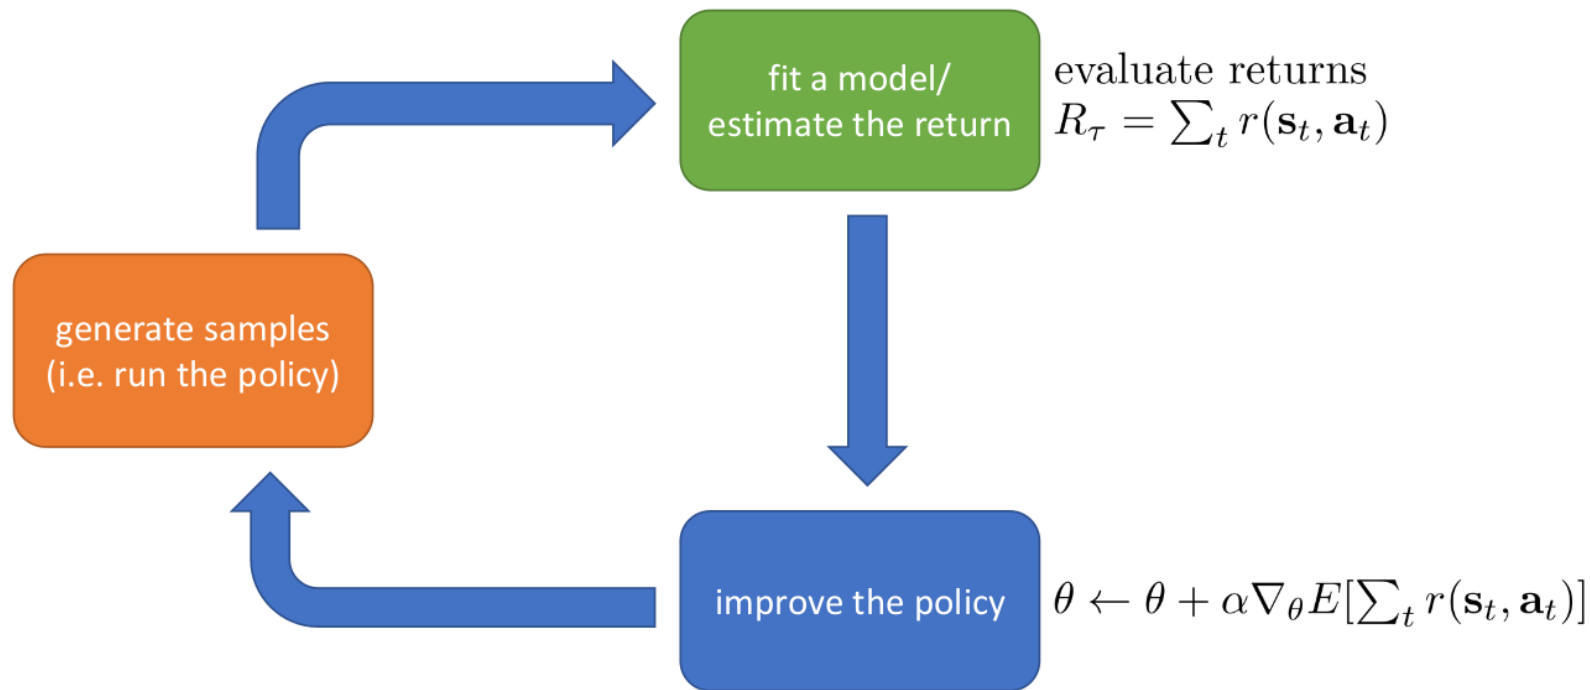 fit a model/
estimate the return
evaluate returns
R_τ = ∑_t r(s_t, a_t)
generate samples
(i.e. run the policy)
improve the policy
θ ← θ + α∇_θ E[∑_t r(s_t, a_t)]